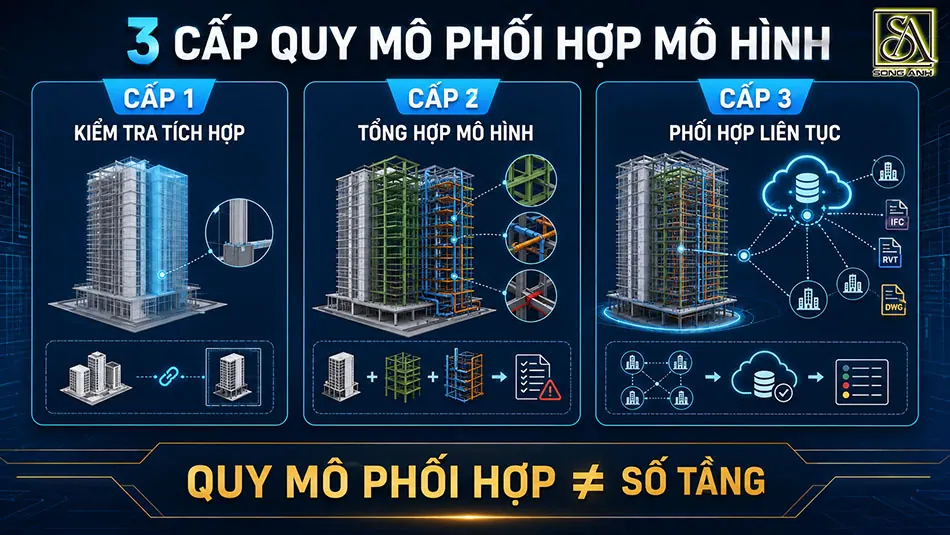 3 CẤP QUY MÔ PHỐI HỢP MÔ HÌNH
SA
SONG ANH
CẤP 1
KIỂM TRA TÍCH HỢP
CẤP 2
TỔNG HỢP MÔ HÌNH
CẤP 3
PHỐI HỢP LIÊN TỤC
IFC
RVT
DWG
QUY MÔ PHỐI HỢP ≠ SỐ TẦNG